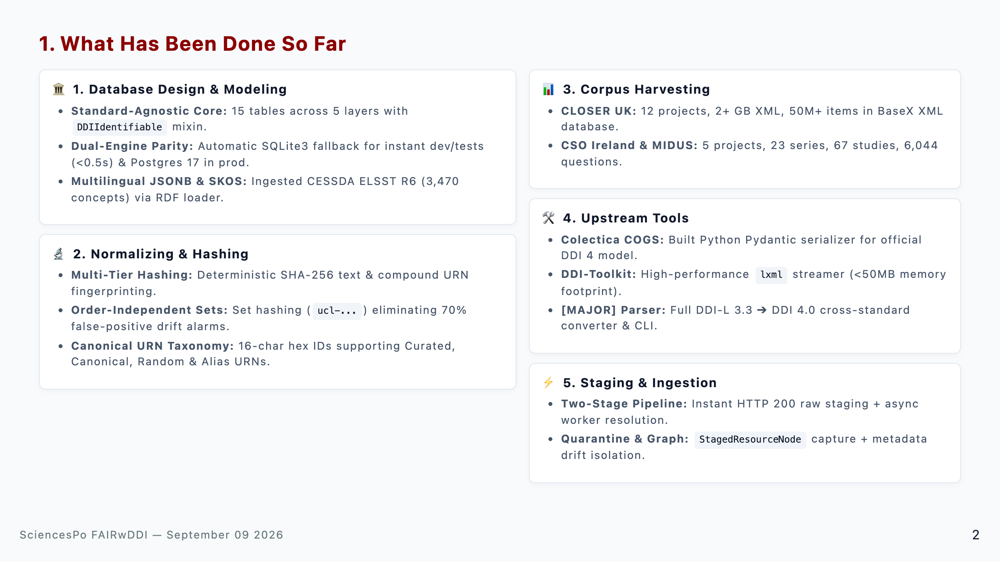 1. What Has Been Done So Far
1. Database Design & Modeling
Standard-Agnostic Core: 15 tables across 5 layers with
DDIIdentifiable mixin.
Dual-Engine Parity: Automatic SQLite3 fallback for instant dev/tests
(<0.5s) & Postgres 17 in prod.
Multilingual JSONB & SKOS: Ingested CESSDA ELSST R6 (3,470
concepts) via RDF loader.
2. Normalizing & Hashing
Multi-Tier Hashing: Deterministic SHA-256 text & compound URN
fingerprinting.
Order-Independent Sets: Set hashing (ucl-...) eliminating 70%
false-positive drift alarms.
Canonical URN Taxonomy: 16-char hex IDs supporting Curated,
Canonical, Random & Alias URNs.
3. Corpus Harvesting
CLOSER UK: 12 projects, 2+ GB XML, 50M+ items in BaseX XML
database.
CSO Ireland & MIDUS: 5 projects, 23 series, 67 studies, 6,044
questions.
4. Upstream Tools
Colectica COGS: Built Python Pydantic serializer for official
DDI 4 model.
DDI-Toolkit: High-performance lxml streamer (<50MB memory
footprint).
[MAJOR] Parser: Full DDI-L 3.3 ➔ DDI 4.0 cross-standard
converter & CLI.
5. Staging & Ingestion
Two-Stage Pipeline: Instant HTTP 200 raw staging + async
worker resolution.
Quarantine & Graph: StagedResourceNode capture + metadata
drift isolation.
SciencesPo FAIRwDDI — September 09 2026
2